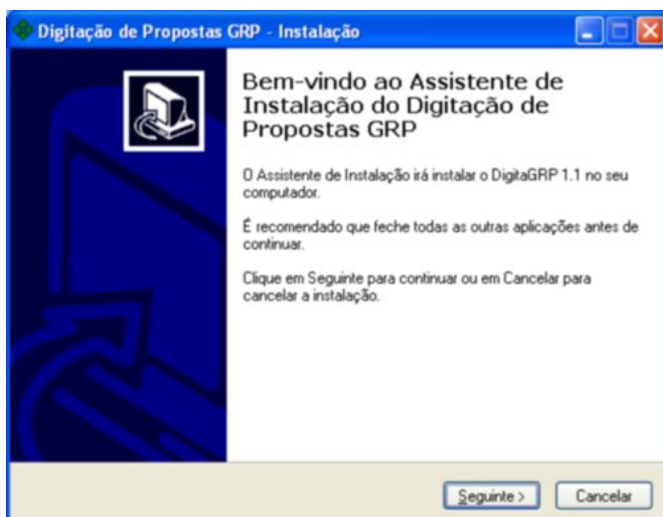 Digitação de Propostas GRP - Instalação
Bem-vindo ao Assistente de
Instalação do Digitação de
Propostas GRP
O Assistente de Instalação irá instalar o DigitaGRP 1.1 no seu
computador.
É recomendado que feche todas as outras aplicações antes de
continuar.
Clique em Seguinte para continuar ou em Cancelar para
cancelar a instalação.
Seguinte >
Cancelar